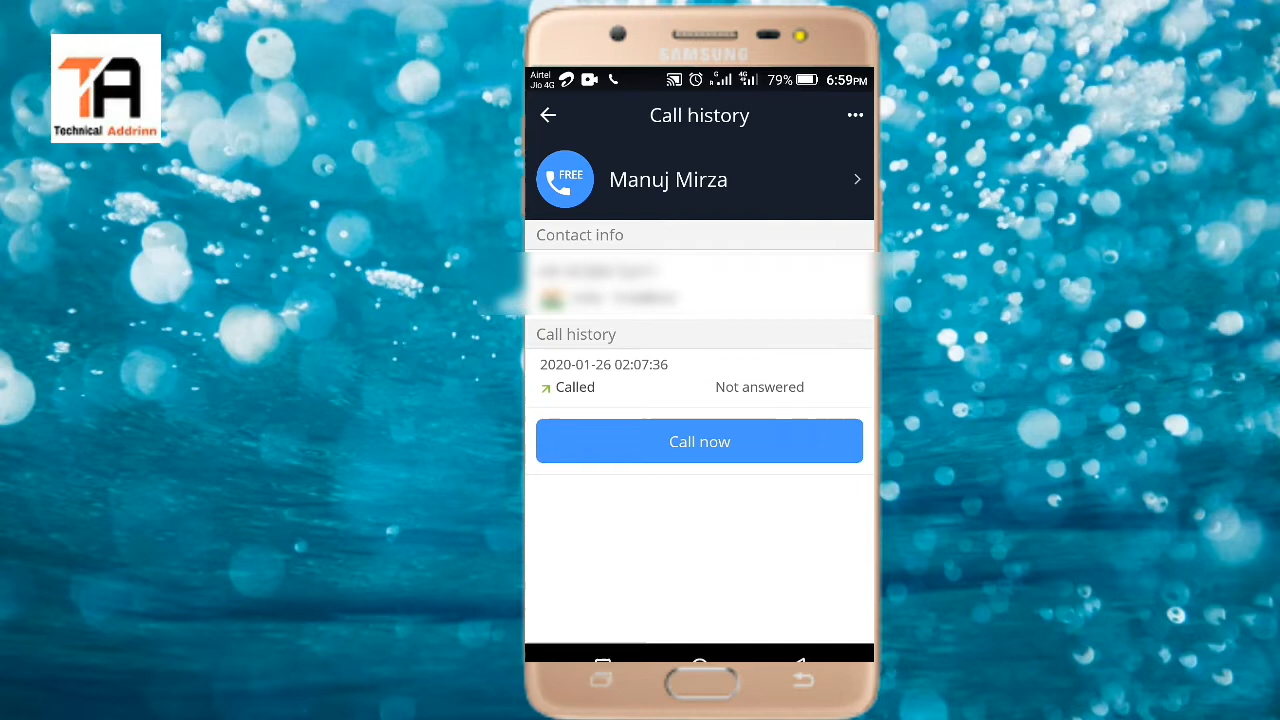 TA
Technical Addrinn
SAMSUNG
Airtel
Jio 4G
G
4G
79%
6:59PM
Call history
FREE
Manuj Mirza
Contact info
Call history
2020-01-26 02:07:36
Called
Not answered
Call now